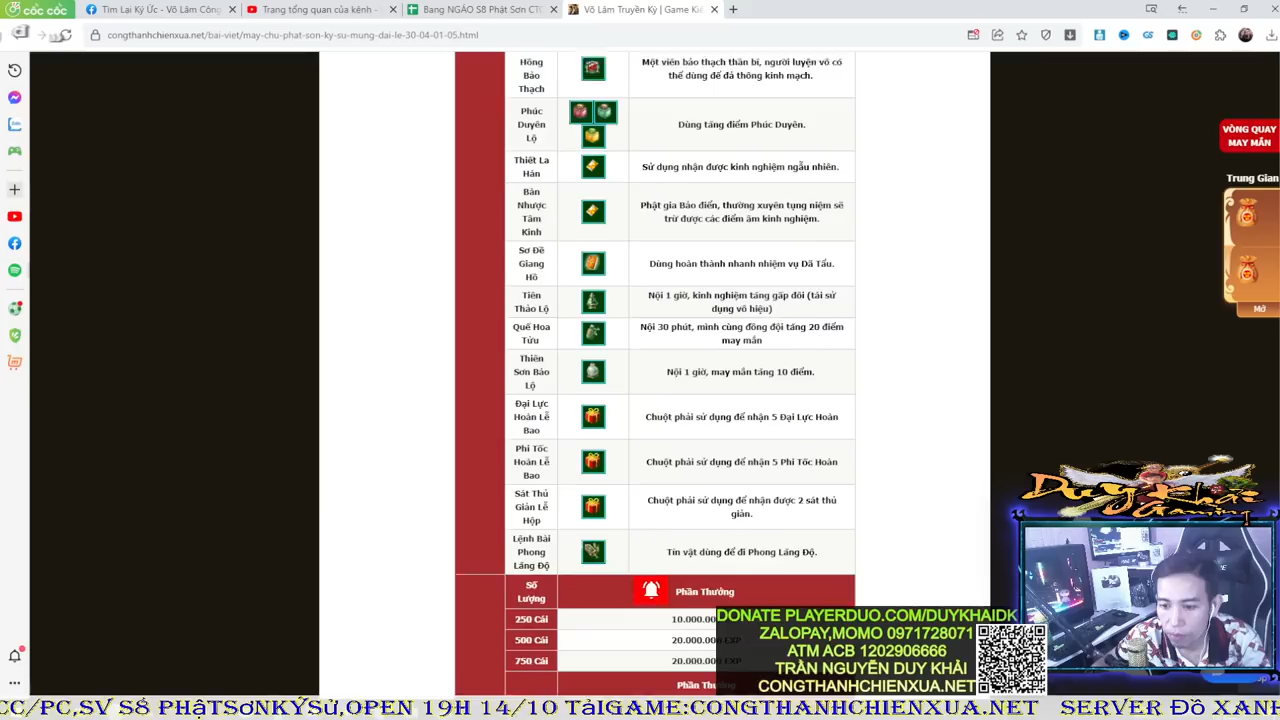 cốc cốc
Tìm Lại Ký Ức - Võ Lâm Công
Trang tổng quan của kênh -
Bang NGÁO S8 Phật Sơn CTC
Võ Lâm Truyền Kỳ | Game Kiế
congthanhchienxua.net/bai-viet/may-chu-phat-son-ky-su-mung-dai-le-30-04-01-05.html
Hồng Bảo Thạch
Một viên bảo thạch thần bí, người luyện võ có thể dùng để đả thông kinh mạch.
Phúc Duyên Lộ
Dùng tăng điểm Phúc Duyên.
Thiết La Hán
Sử dụng nhận được kinh nghiệm ngẫu nhiên.
Bàn Nhược Tâm Kinh
Phật gia Bảo điển, thường xuyên tụng niệm sẽ trừ được các điểm âm kinh nghiệm.
Sơ Đề Giang Hồ
Dùng hoàn thành nhanh nhiệm vụ Dã Tẩu.
Tiên Thảo Lộ
Nội 1 giờ, kinh nghiệm tăng gấp đôi (tái sử dụng vô hiệu)
Quế Hoa Tửu
Nội 30 phút, mình cùng đồng đội tăng 20 điểm may mắn
Thiên Sơn Bảo Lộ
Nội 1 giờ, may mắn tăng 10 điểm.
Đại Lực Hoàn Lễ Bao
Chuột phải sử dụng để nhận 5 Đại Lực Hoàn
Phi Tốc Hoàn Lễ Bao
Chuột phải sử dụng để nhận 5 Phi Tốc Hoàn
Sát Thủ Giản Lễ Hộp
Chuột phải sử dụng để nhận được 2 sát thủ giản.
Lệnh Bài Phong Lăng Độ
Tín vật dùng để đi Phong Lăng Độ.
Số Lượng
Phần Thưởng
250 Cái
10.000.00
500 Cái
20.000.000 EXP
750 Cái
20.000.000 EXP
Phần Thưởng
VÒNG QUAY
MAY MẮN
Trung Gian
Mở
Duy Khải
Gaming
DONATE PLAYERDUO.COM/DUYKHAIDK
ZALOPAY,MOMO 0971728071
ATM ACB 1202906666
TRẦN NGUYỄN DUY KHẢI
CONGTHANHCHIENXUA.NET
CC/PC,SV S8 PHậTSơNKỲSử,OPEN 19H 14/10 TảIGAME:CONGTHANHCHIENXUA.NET SERVER Đồ XANH